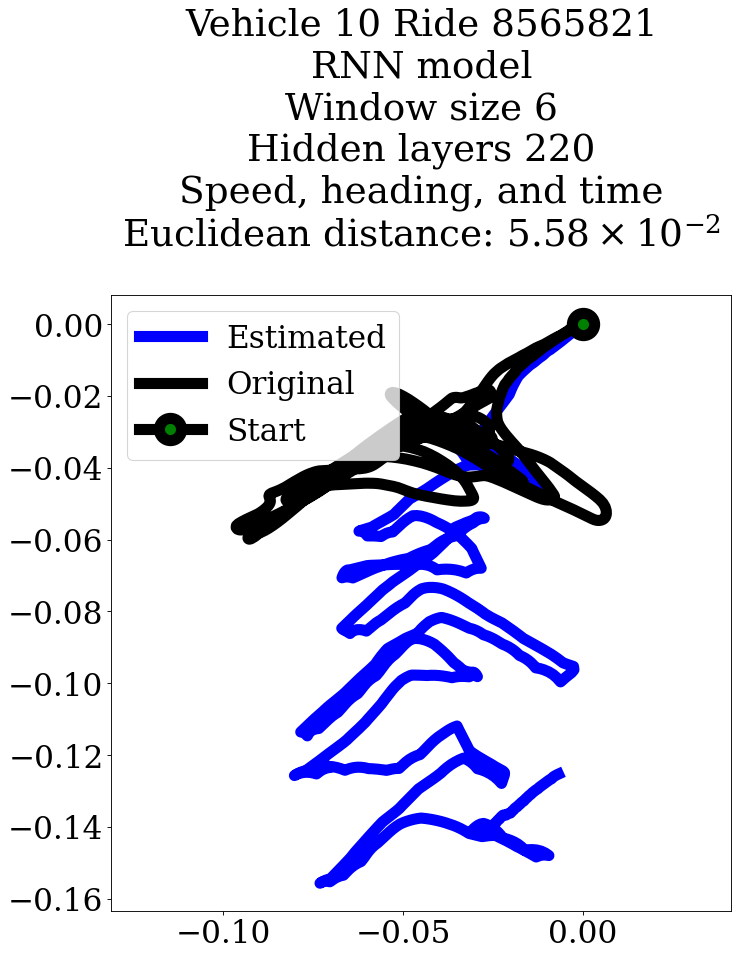 Vehicle 10 Ride 8565821
RNN model
Window size 6
Hidden layers 220
Speed, heading, and time
Euclidean distance: 5.58 × 10⁻²
Estimated
Original
Start
0.00
−0.02
−0.04
−0.06
−0.08
−0.10
−0.12
−0.14
−0.16
−0.10 −0.05 0.00